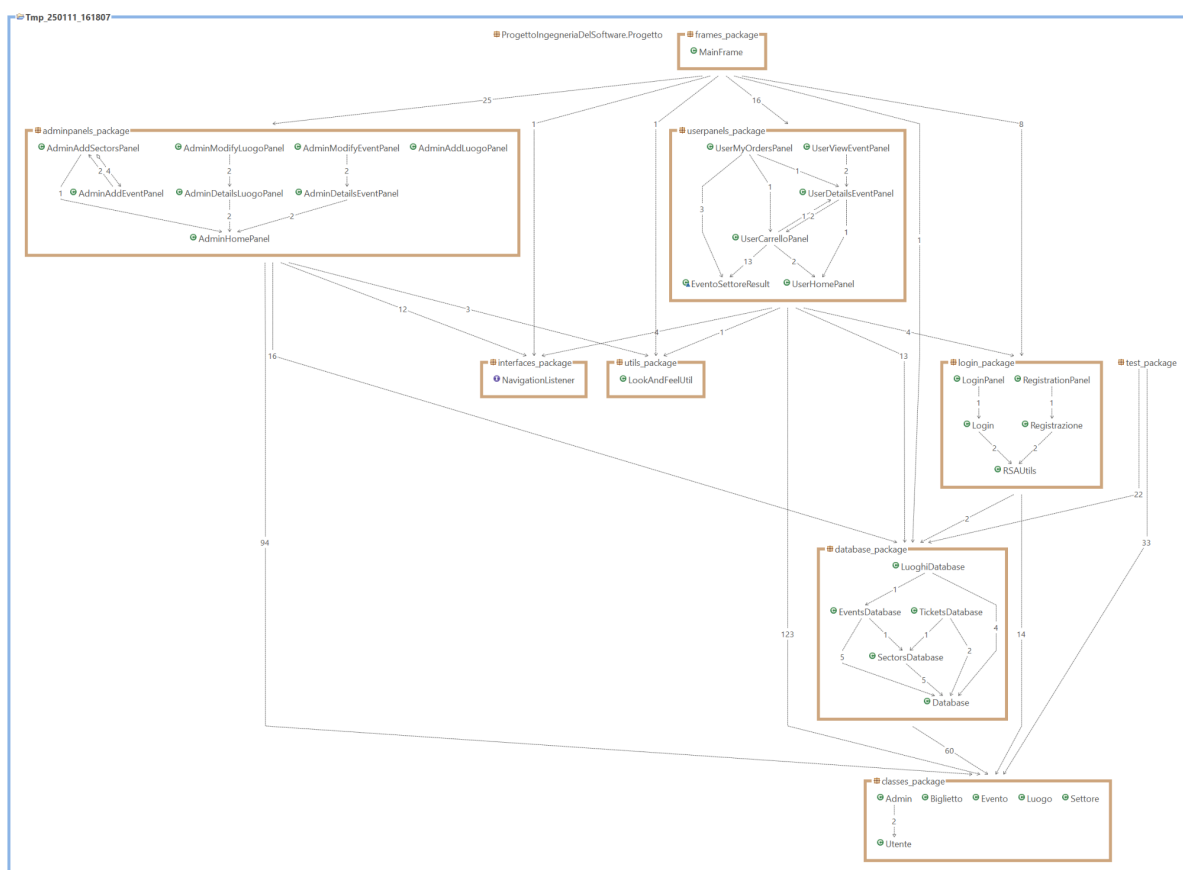 Tmp_250111_161807
ProgettoIngegneriaDelSoftware.Progetto
frames_package
MainFrame
25
1
1
16
1
8
adminpanels_package
AdminAddSectorsPanel
AdminModifyLuogoPanel
AdminModifyEventPanel
AdminAddLuogoPanel
2 4
2
2
1
AdminAddEventPanel
AdminDetailsLuogoPanel
AdminDetailsEventPanel
2
2
AdminHomePanel
userpanels_package
UserMyOrdersPanel
UserViewEventPanel
1
2
1
UserDetailsEventPanel
3
1 2
1
UserCarrelloPanel
13
2
EventoSettoreResult
UserHomePanel
12
3
4
1
4
16
13
interfaces_package
NavigationListener
utils_package
LookAndFeelUtil
login_package
LoginPanel
RegistrationPanel
1
1
Login
Registrazione
2
2
RSAUtils
test_package
22
2
94
33
database_package
LuoghiDatabase
1
EventsDatabase
TicketsDatabase
4
1
1
5
SectorsDatabase
2
5
Database
123
14
60
classes_package
Admin
Biglietto
Evento
Luogo
Settore
2
Utente